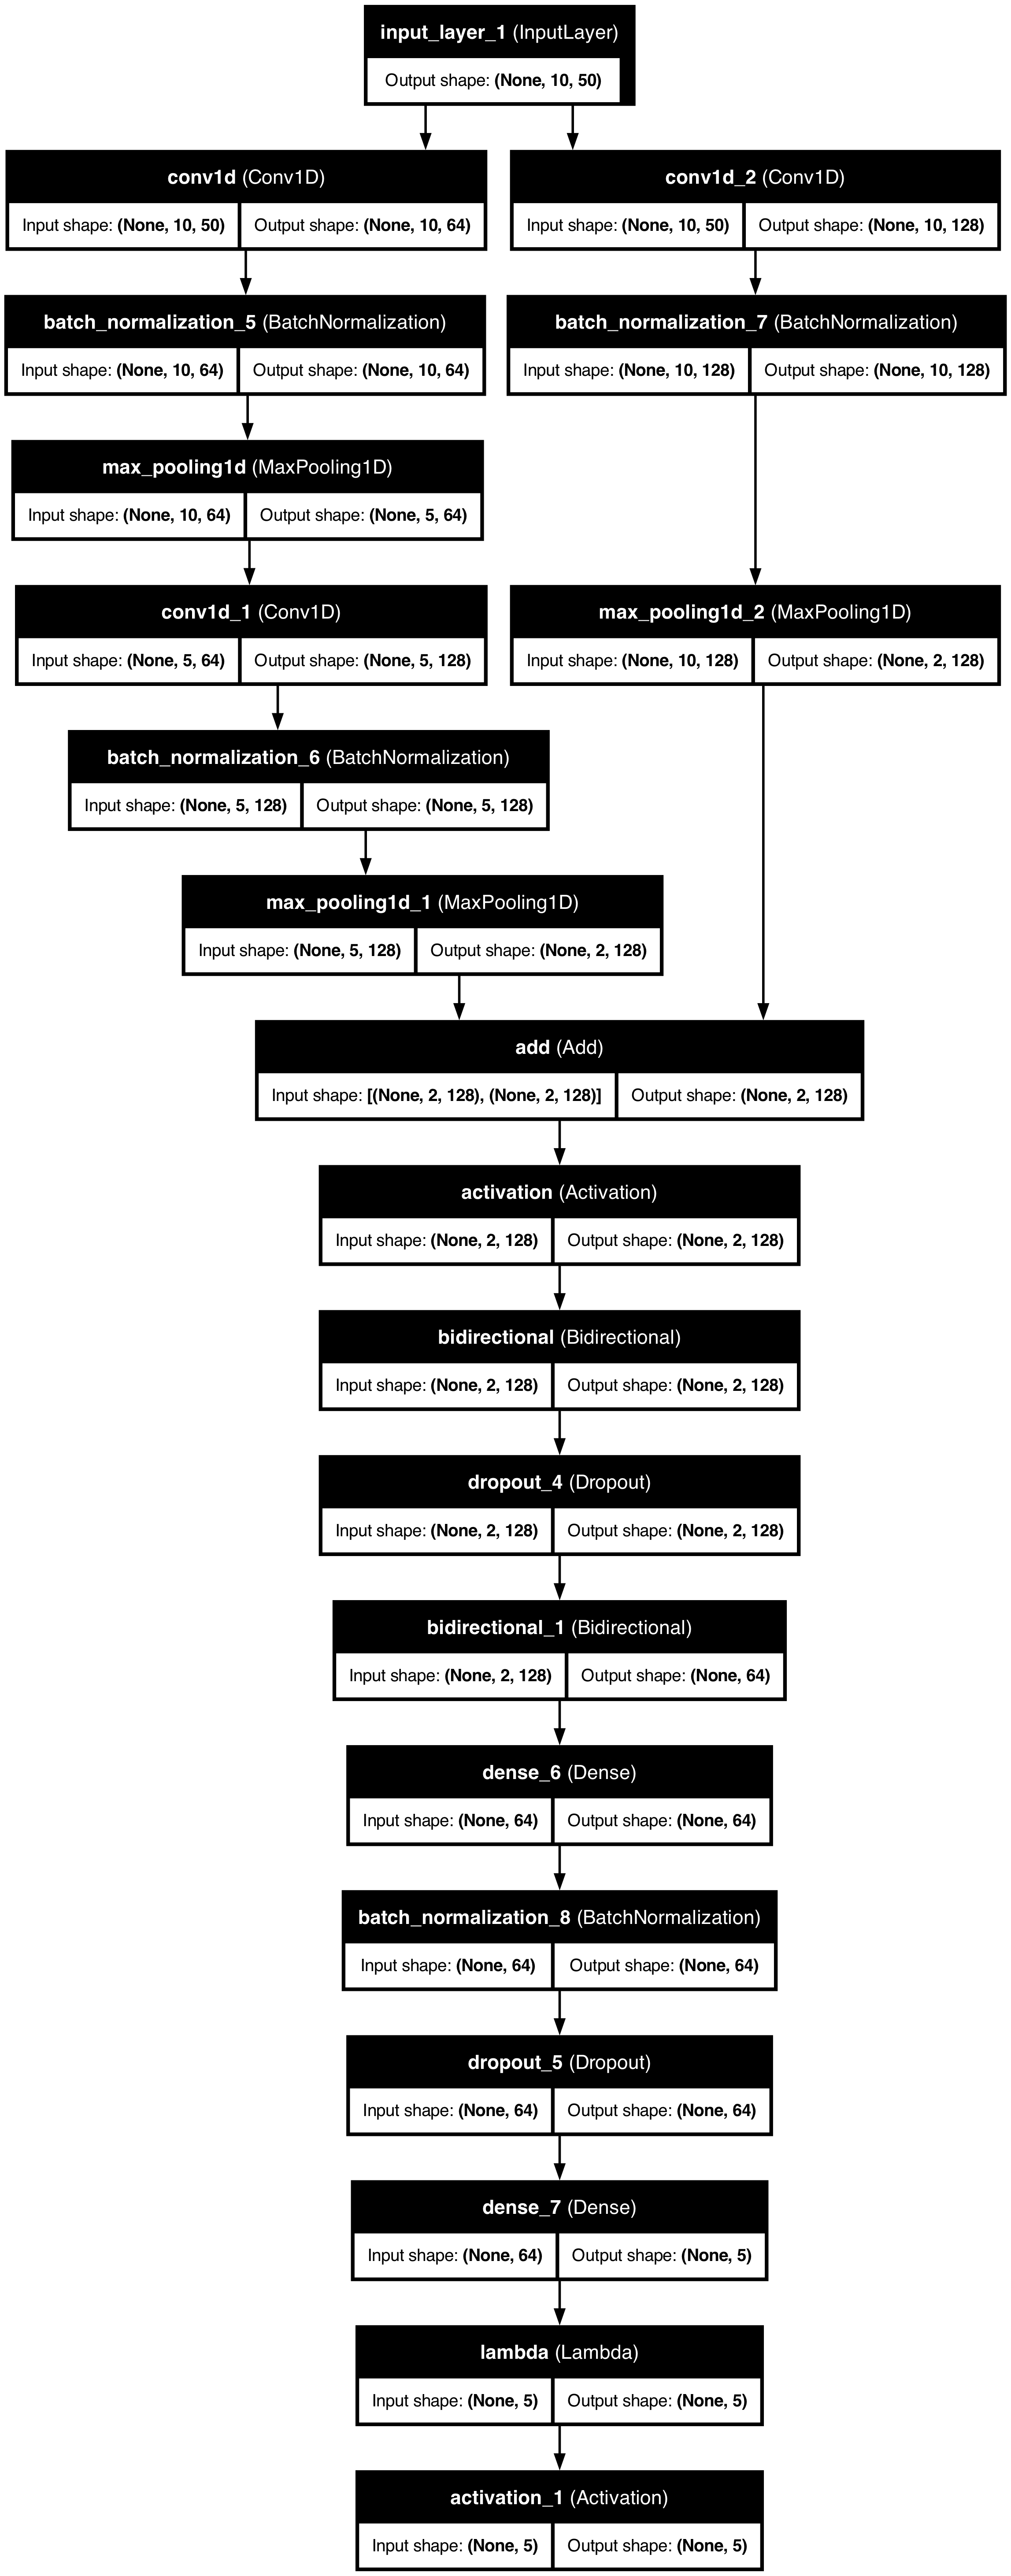 input_layer_1 (InputLayer)
Output shape: (None, 10, 50)
conv1d (Conv1D)
Input shape: (None, 10, 50) Output shape: (None, 10, 64)
conv1d_2 (Conv1D)
Input shape: (None, 10, 50) Output shape: (None, 10, 128)
batch_normalization_5 (BatchNormalization)
Input shape: (None, 10, 64) Output shape: (None, 10, 64)
batch_normalization_7 (BatchNormalization)
Input shape: (None, 10, 128) Output shape: (None, 10, 128)
max_pooling1d (MaxPooling1D)
Input shape: (None, 10, 64) Output shape: (None, 5, 64)
conv1d_1 (Conv1D)
Input shape: (None, 5, 64) Output shape: (None, 5, 128)
max_pooling1d_2 (MaxPooling1D)
Input shape: (None, 10, 128) Output shape: (None, 2, 128)
batch_normalization_6 (BatchNormalization)
Input shape: (None, 5, 128) Output shape: (None, 5, 128)
max_pooling1d_1 (MaxPooling1D)
Input shape: (None, 5, 128) Output shape: (None, 2, 128)
add (Add)
Input shape: [(None, 2, 128), (None, 2, 128)] Output shape: (None, 2, 128)
activation (Activation)
Input shape: (None, 2, 128) Output shape: (None, 2, 128)
bidirectional (Bidirectional)
Input shape: (None, 2, 128) Output shape: (None, 2, 128)
dropout_4 (Dropout)
Input shape: (None, 2, 128) Output shape: (None, 2, 128)
bidirectional_1 (Bidirectional)
Input shape: (None, 2, 128) Output shape: (None, 64)
dense_6 (Dense)
Input shape: (None, 64) Output shape: (None, 64)
batch_normalization_8 (BatchNormalization)
Input shape: (None, 64) Output shape: (None, 64)
dropout_5 (Dropout)
Input shape: (None, 64) Output shape: (None, 64)
dense_7 (Dense)
Input shape: (None, 64) Output shape: (None, 5)
lambda (Lambda)
Input shape: (None, 5) Output shape: (None, 5)
activation_1 (Activation)
Input shape: (None, 5) Output shape: (None, 5)